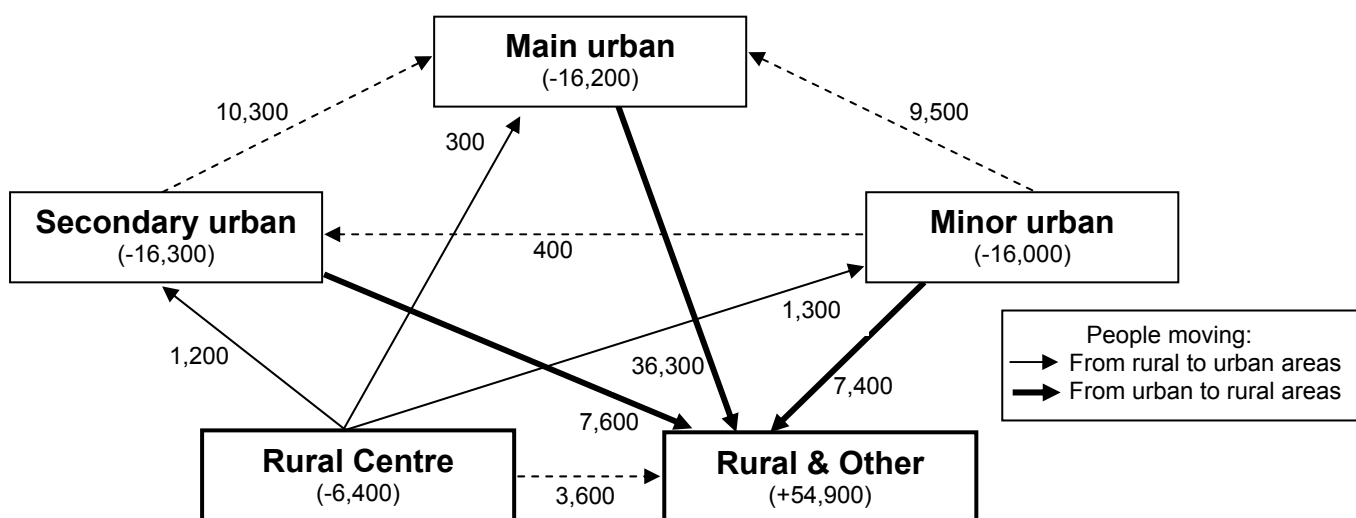 Main urban
(-16,200)
10,300
9,500
300
Secondary urban
(-16,300)
400
Minor urban
(-16,000)
1,200
1,300
36,300
7,400
7,600
People moving:
From rural to urban areas
From urban to rural areas
Rural Centre
(-6,400)
3,600
Rural & Other
(+54,900)